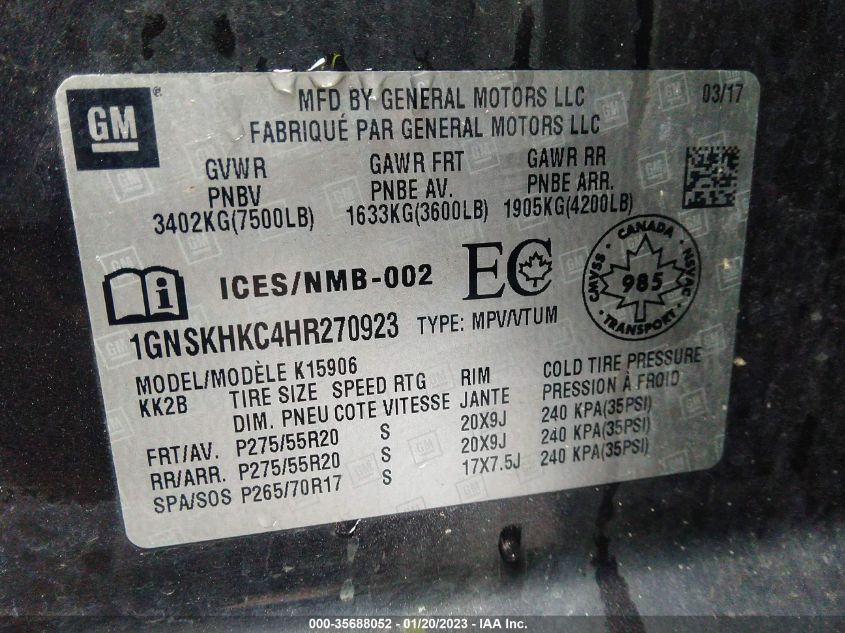 GM
®
MFD BY GENERAL MOTORS LLC
03/17
FABRIQUÉ PAR GENERAL MOTORS LLC
GVWR GAWR FRT GAWR RR
PNBV PNBE AV. PNBE ARR.
3402KG(7500LB) 1633KG(3600LB) 1905KG(4200LB)
ICES/NMB-002
EC
CANADA
CMVSS 985 NSVAC
TRANSPORT
1GNSKHKC4HR270923 TYPE: MPV/VTUM
MODEL/MODÈLE K15906
KK2B TIRE SIZE SPEED RTG RIM COLD TIRE PRESSURE
DIM. PNEU COTE VITESSE JANTE PRESSION À FROID
FRT/AV. P275/55R20 S 20X9J 240 KPA(35PSI)
RR/ARR. P275/55R20 S 20X9J 240 KPA(35PSI)
SPA/SOS P265/70R17 S 17X7.5J 240 KPA(35PSI)
000-35688052 - 01/20/2023 - IAA Inc.